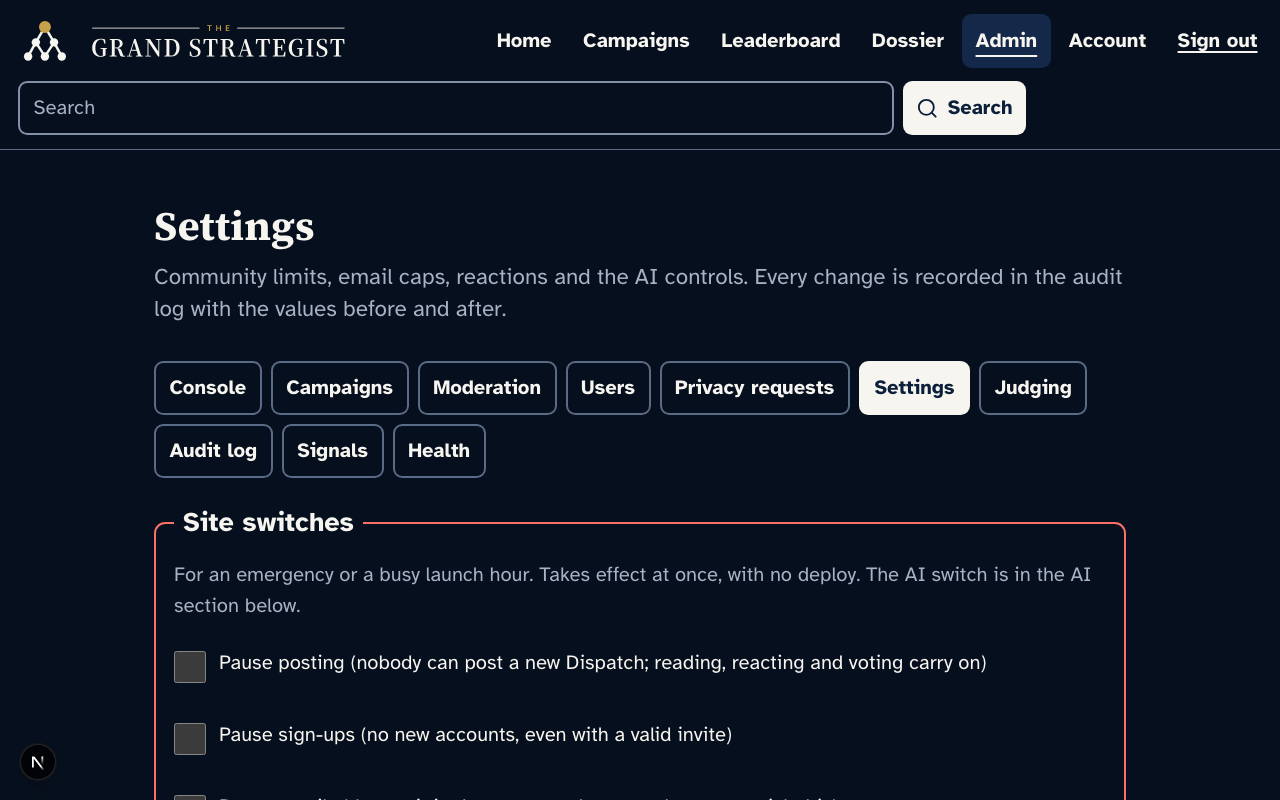 THE
GRAND STRATEGIST
Home Campaigns Leaderboard Dossier Admin Account Sign out
Search Search
Settings
Community limits, email caps, reactions and the AI controls. Every change is recorded in the audit
log with the values before and after.
Console Campaigns Moderation Users Privacy requests Settings Judging
Audit log Signals Health
Site switches
For an emergency or a busy launch hour. Takes effect at once, with no deploy. The AI switch is in the AI
section below.
Pause posting (nobody can post a new Dispatch; reading, reacting and voting carry on)
Pause sign-ups (no new accounts, even with a valid invite)
N